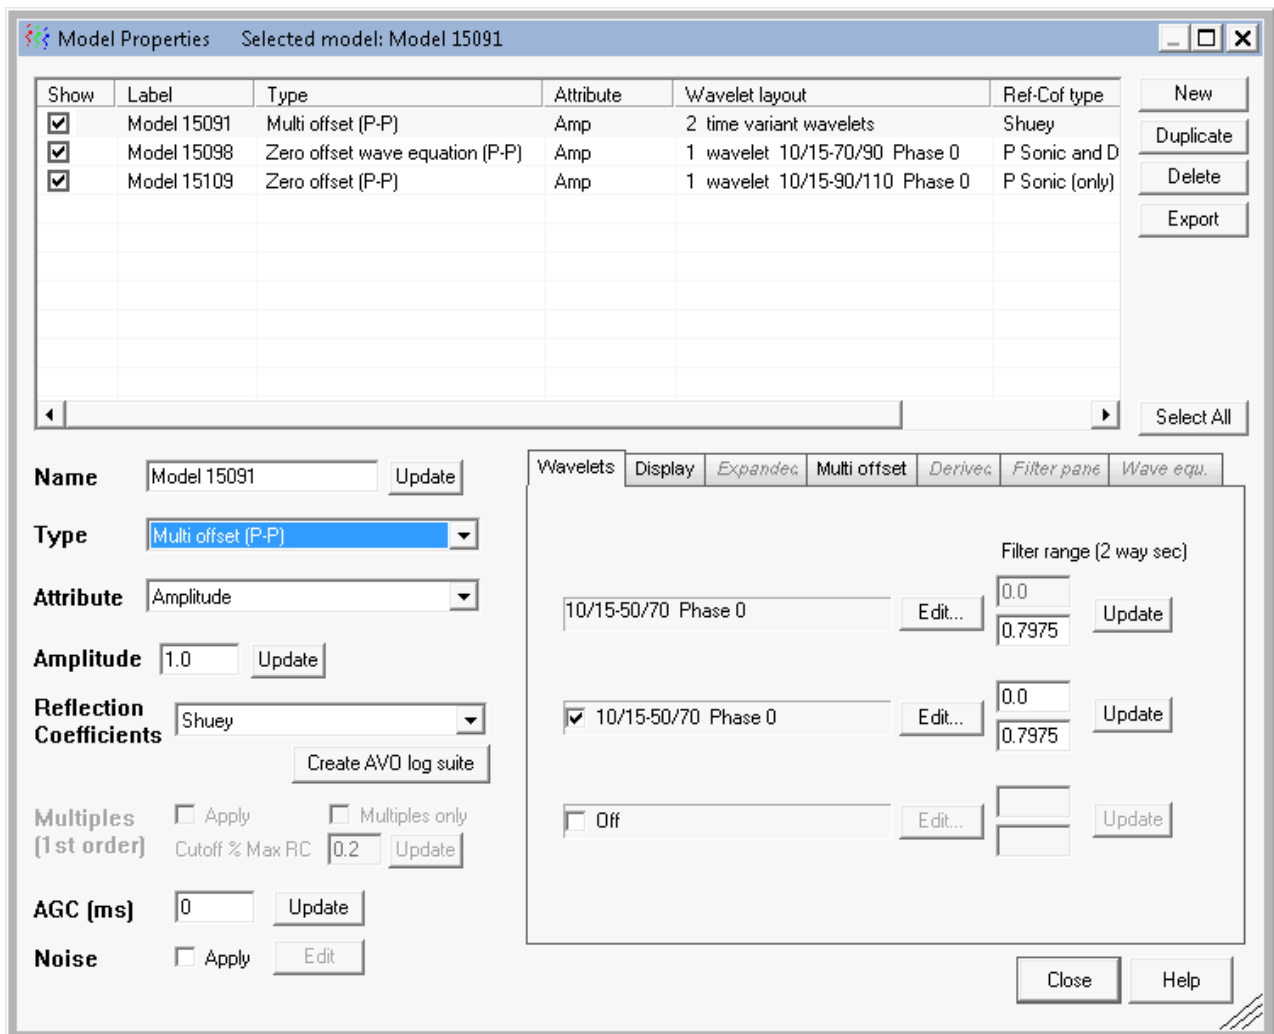 Model Properties Selected model: Model 15091
Show Label Type Attribute Wavelet layout Ref-Cof type
Model 15091 Multi offset (P-P) Amp 2 time variant wavelets Shuey
Model 15098 Zero offset wave equation (P-P) Amp 1 wavelet 10/15-70/90 Phase 0 P Sonic and D
Model 15109 Zero offset (P-P) Amp 1 wavelet 10/15-90/110 Phase 0 P Sonic (only)
New
Duplicate
Delete
Export
Select All
Name Model 15091 Update
Type Multi offset (P-P)
Attribute Amplitude
Amplitude 1.0 Update
Reflection
Coefficients Shuey
Create AVO log suite
Multiples
(1st order) Apply Multiples only
Cutoff % Max RC 0.2 Update
AGC (ms) 0 Update
Noise Apply Edit
Wavelets Display Expandec Multi offset Derivec Filter pane Wave equ.
Filter range (2 way sec)
10/15-50/70 Phase 0 Edit... 0.0
0.7975 Update
10/15-50/70 Phase 0 Edit... 0.0
0.7975 Update
Off Edit... Update
Close Help